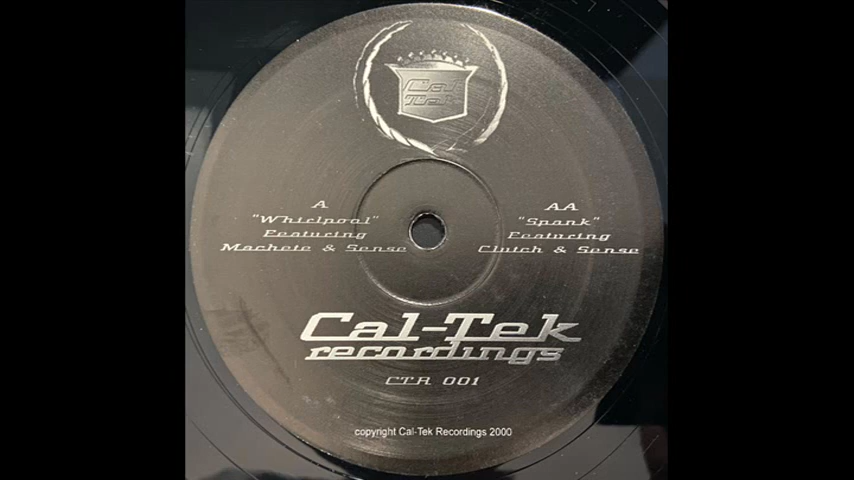 Cal
Tek
A
"Whirlpool"
Featuring
Machete & Sense
AA
"Spank"
Featuring
Clutch & Sense
Cal-Tek
recordings
CTR 001
copyright Cal-Tek Recordings 2000